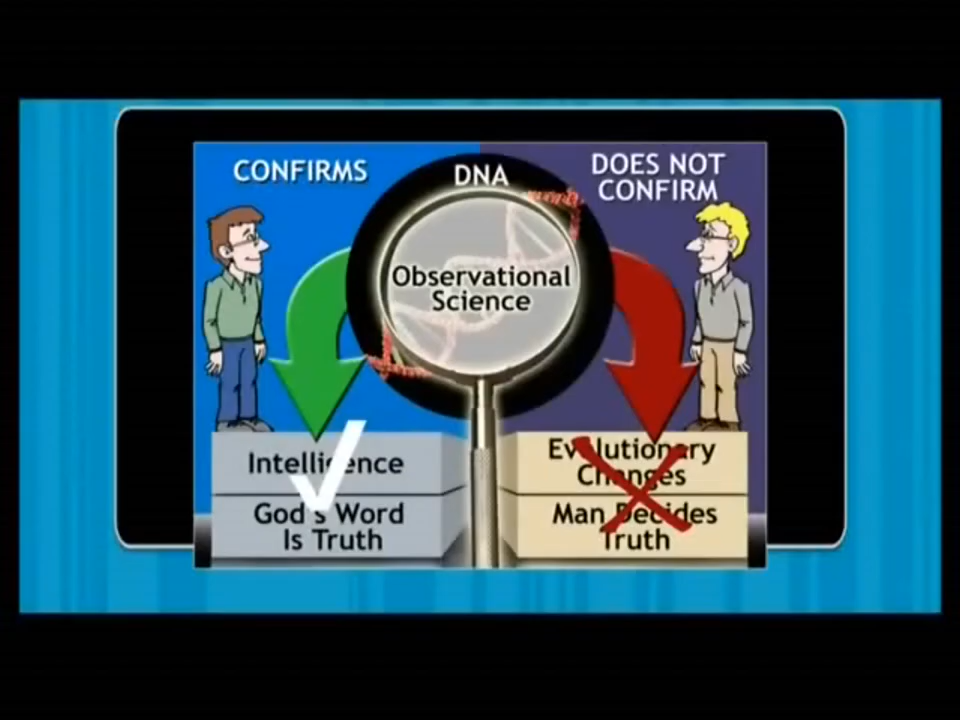 CONFIRMS
DNA
DOES NOT
CONFIRM
Observational
Science
Intelligence
God's Word
Is Truth
Evolutionary
Changes
Man Decides
Truth